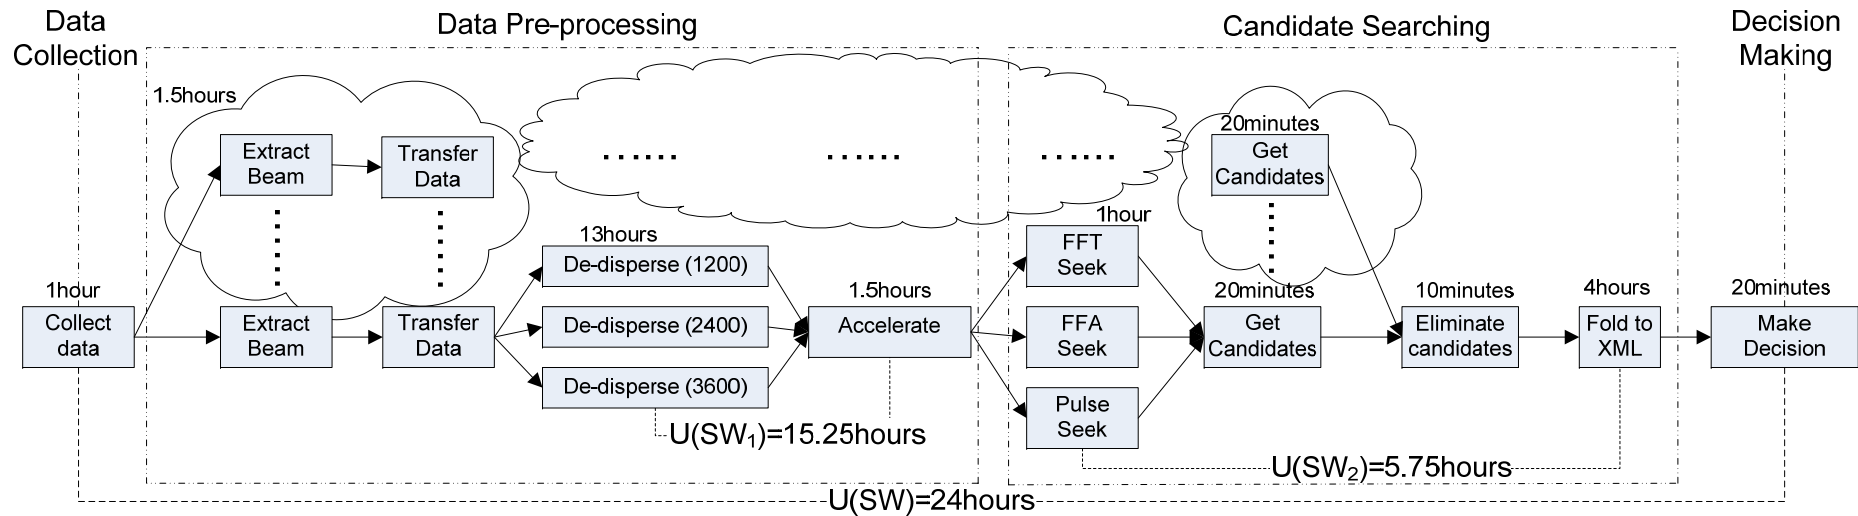 Data
Collection
Data Pre-processing
Candidate Searching
Decision
Making
1.5hours
Extract
Beam
Transfer
Data
......
......
......
20minutes
Get
Candidates
1hour
Collect
data
Extract
Beam
Transfer
Data
13hours
De-disperse (1200)
De-disperse (2400)
De-disperse (3600)
1.5hours
Accelerate
1hour
FFT
Seek
FFA
Seek
Pulse
Seek
20minutes
Get
Candidates
10minutes
Eliminate
candidates
4hours
Fold to
XML
20minutes
Make
Decision
U(SW₁)=15.25hours
U(SW₂)=5.75hours
U(SW)=24hours